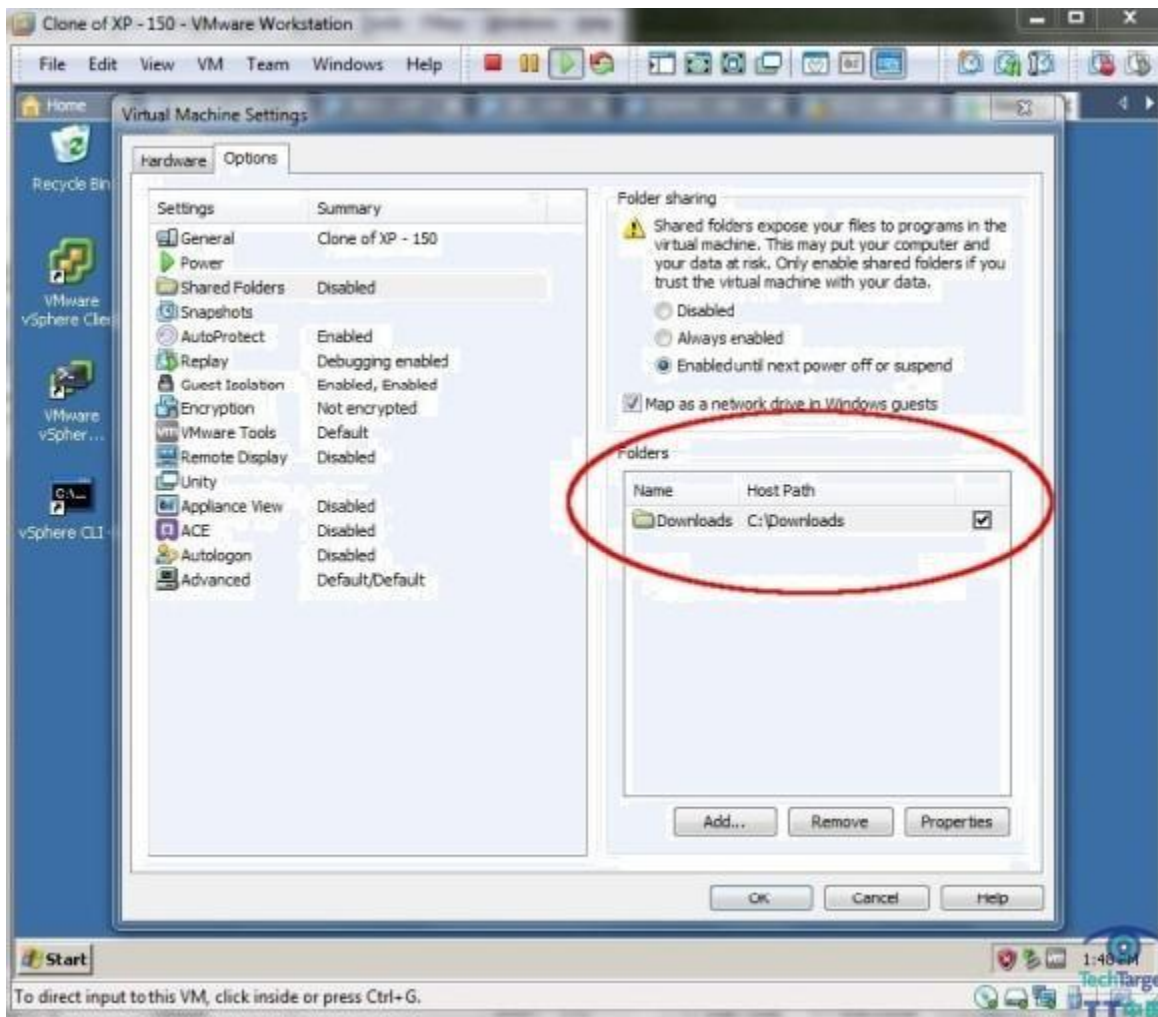 Clone of XP - 150 - VMware Workstation
File Edit View VM Team Windows Help
Home
Virtual Machine Settings
Hardware Options
Recycle Bin
VMware
vSphere Clie
VMware
vSpher...
vSphere CLI
Settings Summary
General Clone of XP - 150
Power
Shared Folders Disabled
Snapshots
AutoProtect Enabled
Replay Debugging enabled
Guest Isolation Enabled, Enabled
Encryption Not encrypted
VMware Tools Default
Remote Display Disabled
Unity
Appliance View Disabled
ACE Disabled
Autologon Disabled
Advanced Default/Default
Folder sharing
Shared folders expose your files to programs in the
virtual machine. This may put your computer and
your data at risk. Only enable shared folders if you
trust the virtual machine with your data.
Disabled
Always enabled
Enabled until next power off or suspend
Map as a network drive in Windows guests
Folders
Name Host Path
Downloads C:\Downloads
Add... Remove Properties
OK Cancel Help
Start
1:48 PM
To direct input to this VM, click inside or press Ctrl+G.
TechTarge